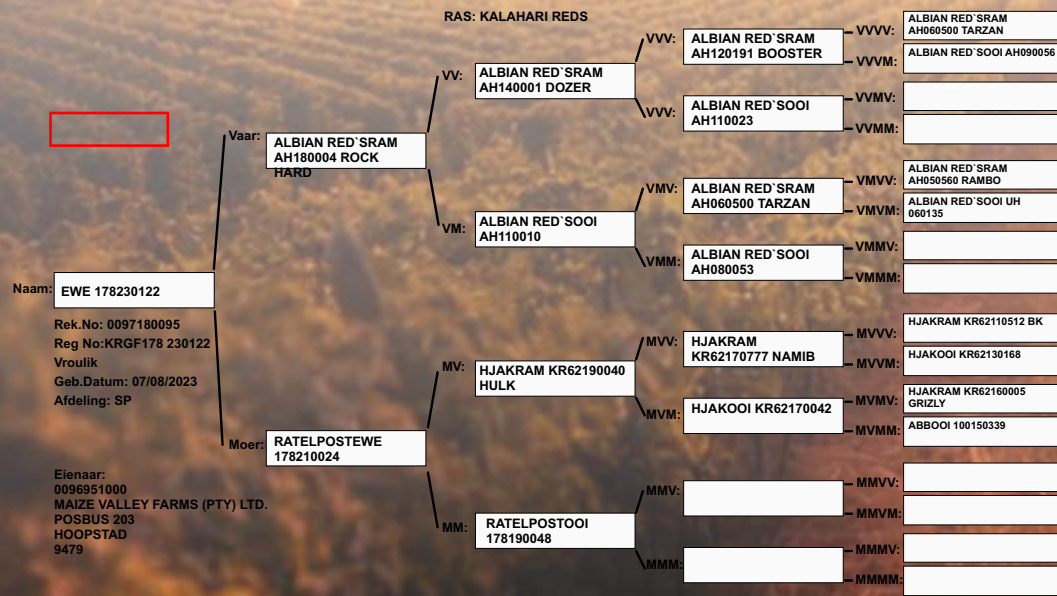 RAS: KALAHARI REDS
Naam:
EWE 178230122
Rek.No: 0097180095
Reg No:KRGF178 230122
Vroulik
Geb.Datum: 07/08/2023
Afdeling: SP
Eienaar:
0096951000
MAIZE VALLEY FARMS (PTY) LTD.
POSBUS 203
HOOPSTAD
9479
Vaar:
ALBIAN RED`SRAM
AH180004 ROCK
HARD
Moer:
RATELPOSTEWE
178210024
VV:
ALBIAN RED`SRAM
AH140001 DOZER
VM:
ALBIAN RED`SOOI
AH110010
MV:
HJAKRAM KR62190040
HULK
MM:
RATELPOSTOOI
178190048
VVV:
ALBIAN RED`SRAM
AH120191 BOOSTER
VVV:
ALBIAN RED`SOOI
AH110023
VMV:
ALBIAN RED`SRAM
AH060500 TARZAN
VMM:
ALBIAN RED`SOOI
AH080053
MVV:
HJAKRAM
KR62170777 NAMIB
MVM:
HJAKOOI KR62170042
MMV:
MMM:
VVVV:
ALBIAN RED`SRAM
AH060500 TARZAN
VVVM:
ALBIAN RED`SOOI AH090056
VVMV:
VVMM:
VMVV:
ALBIAN RED`SRAM
AH050560 RAMBO
VMVM:
ALBIAN RED`SOOI UH
060135
VMMV:
VMMM:
MVVV:
HJAKRAM KR62110512 BK
MVVM:
HJAKOOI KR62130168
MVMV:
HJAKRAM KR62160005
GRIZLY
MVMM:
ABBOOI 100150339
MMVV:
MMVM:
MMMV:
MMMM: